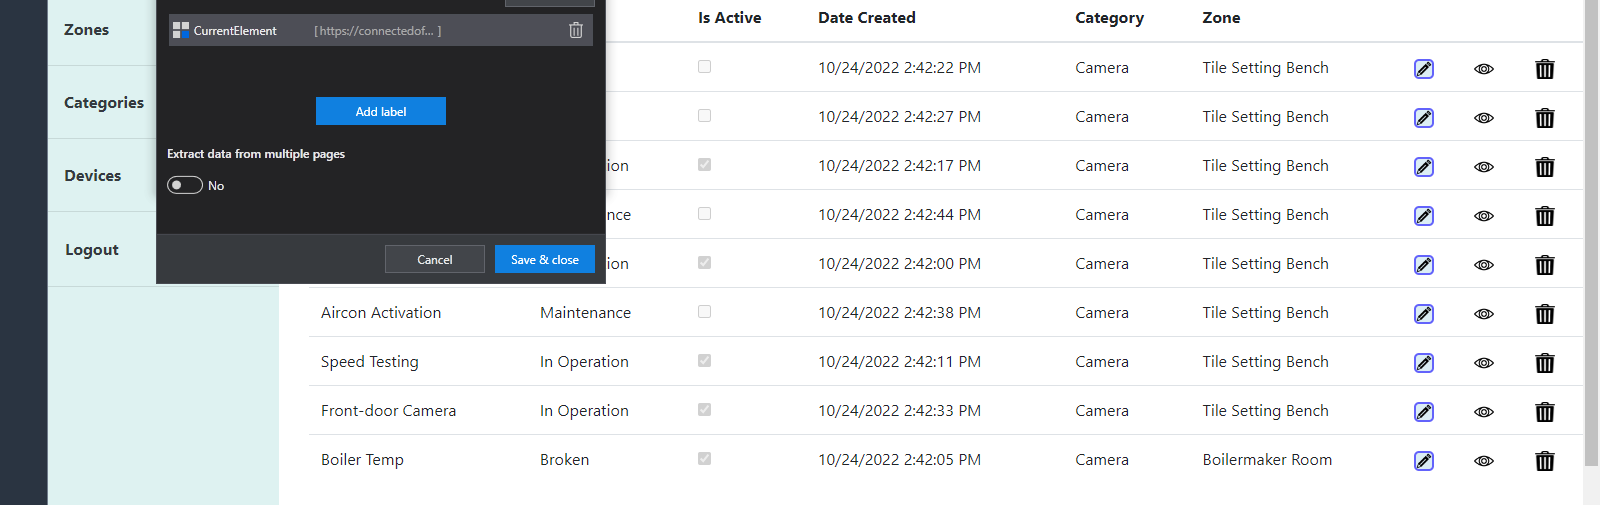 Zones
Categories
Devices
Logout
CurrentElement [ https://connectedof... ]
Add label
Extract data from multiple pages
No
Cancel Save & close
Is Active Date Created Category Zone
10/24/2022 2:42:22 PM Camera Tile Setting Bench
10/24/2022 2:42:27 PM Camera Tile Setting Bench
ion 10/24/2022 2:42:17 PM Camera Tile Setting Bench
nce 10/24/2022 2:42:44 PM Camera Tile Setting Bench
ion 10/24/2022 2:42:00 PM Camera Tile Setting Bench
Aircon Activation Maintenance 10/24/2022 2:42:38 PM Camera Tile Setting Bench
Speed Testing In Operation 10/24/2022 2:42:11 PM Camera Tile Setting Bench
Front-door Camera In Operation 10/24/2022 2:42:33 PM Camera Tile Setting Bench
Boiler Temp Broken 10/24/2022 2:42:05 PM Camera Boilermaker Room